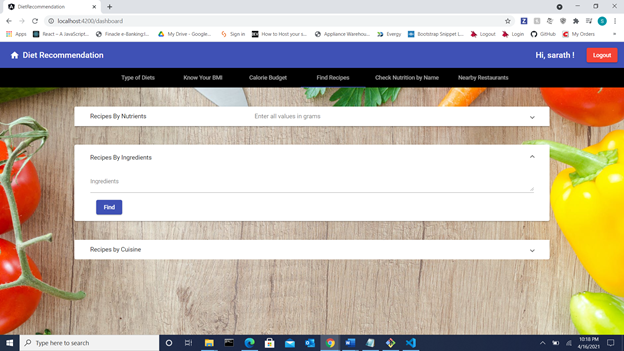 DietRecommendation
localhost:4200/dashboard
Apps React – A JavaScript... Finacle e-Banking:I... My Drive - Google... Sign in How to Host your s... Appliance Warehou... Evergy Bootstrap Snippet |... Logout Login GitHub My Orders
Diet Recommendation Hi, sarath ! Logout
Type of Diets Know Your BMI Calorie Budget Find Recipes Check Nutrition by Name Nearby Restaurants
Recipes By Nutrients Enter all values in grams
Recipes By Ingredients
Ingredients
Find
Recipes by Cuisine
Type here to search
10:18 PM
4/16/2021